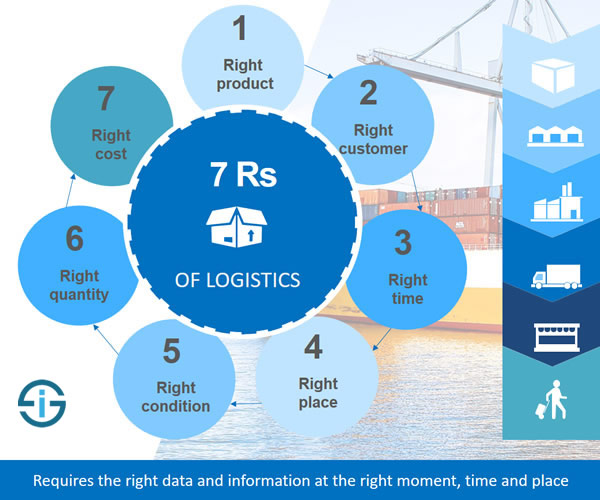 1
Right
product
2
Right
customer
3
Right
time
4
Right
place
5
Right
condition
6
Right
quantity
7
Right
cost
7 Rs
OF LOGISTICS
Requires the right data and information at the right moment, time and place